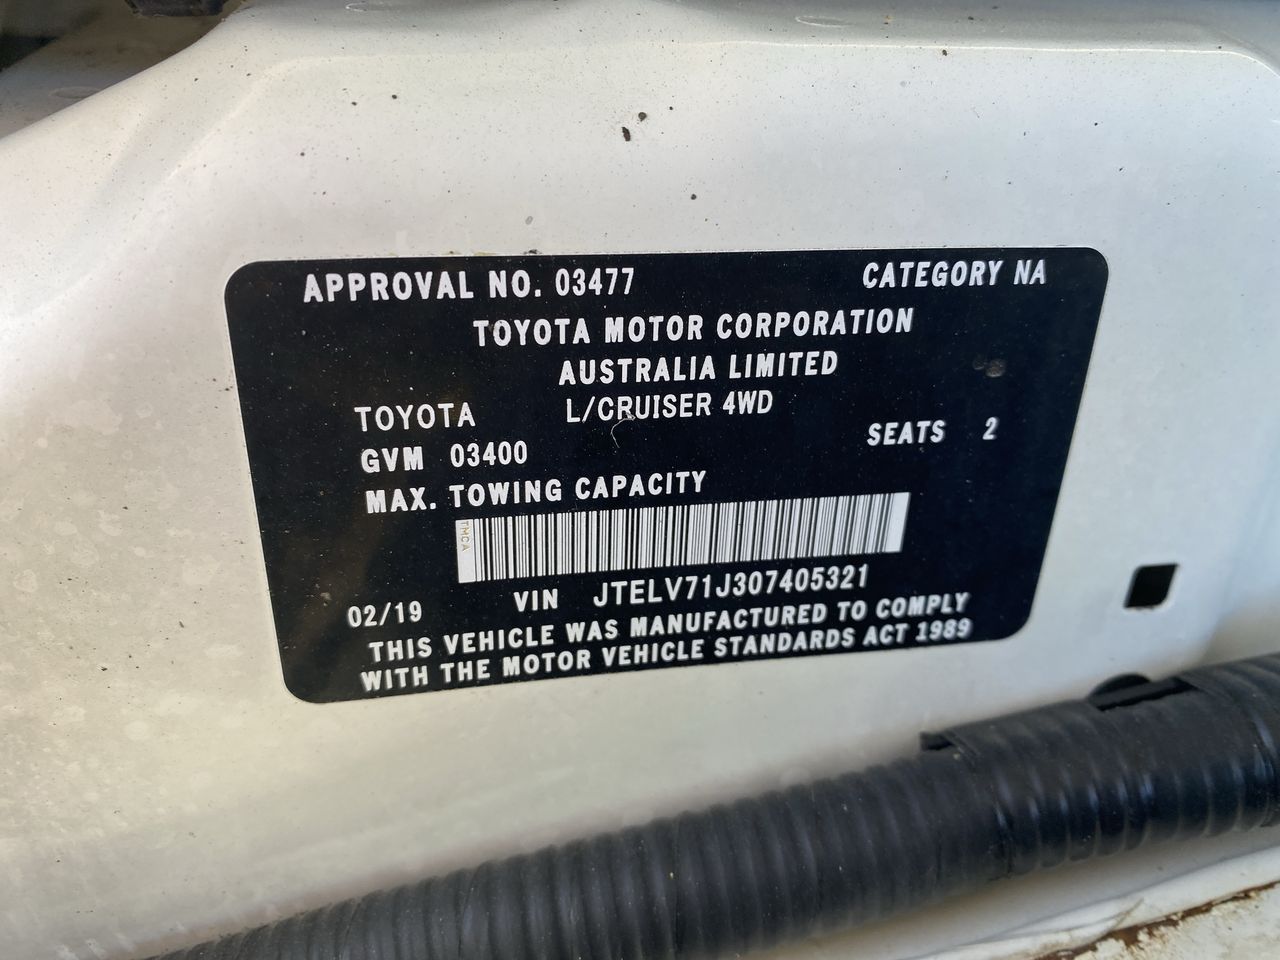 APPROVAL NO. 03477 CATEGORY NA
TOYOTA MOTOR CORPORATION
AUSTRALIA LIMITED
TOYOTA L/CRUISER 4WD
GVM 03400 SEATS 2
MAX. TOWING CAPACITY
TMCA
02/19 VIN JTELV71J307405321
THIS VEHICLE WAS MANUFACTURED TO COMPLY
WITH THE MOTOR VEHICLE STANDARDS ACT 1989